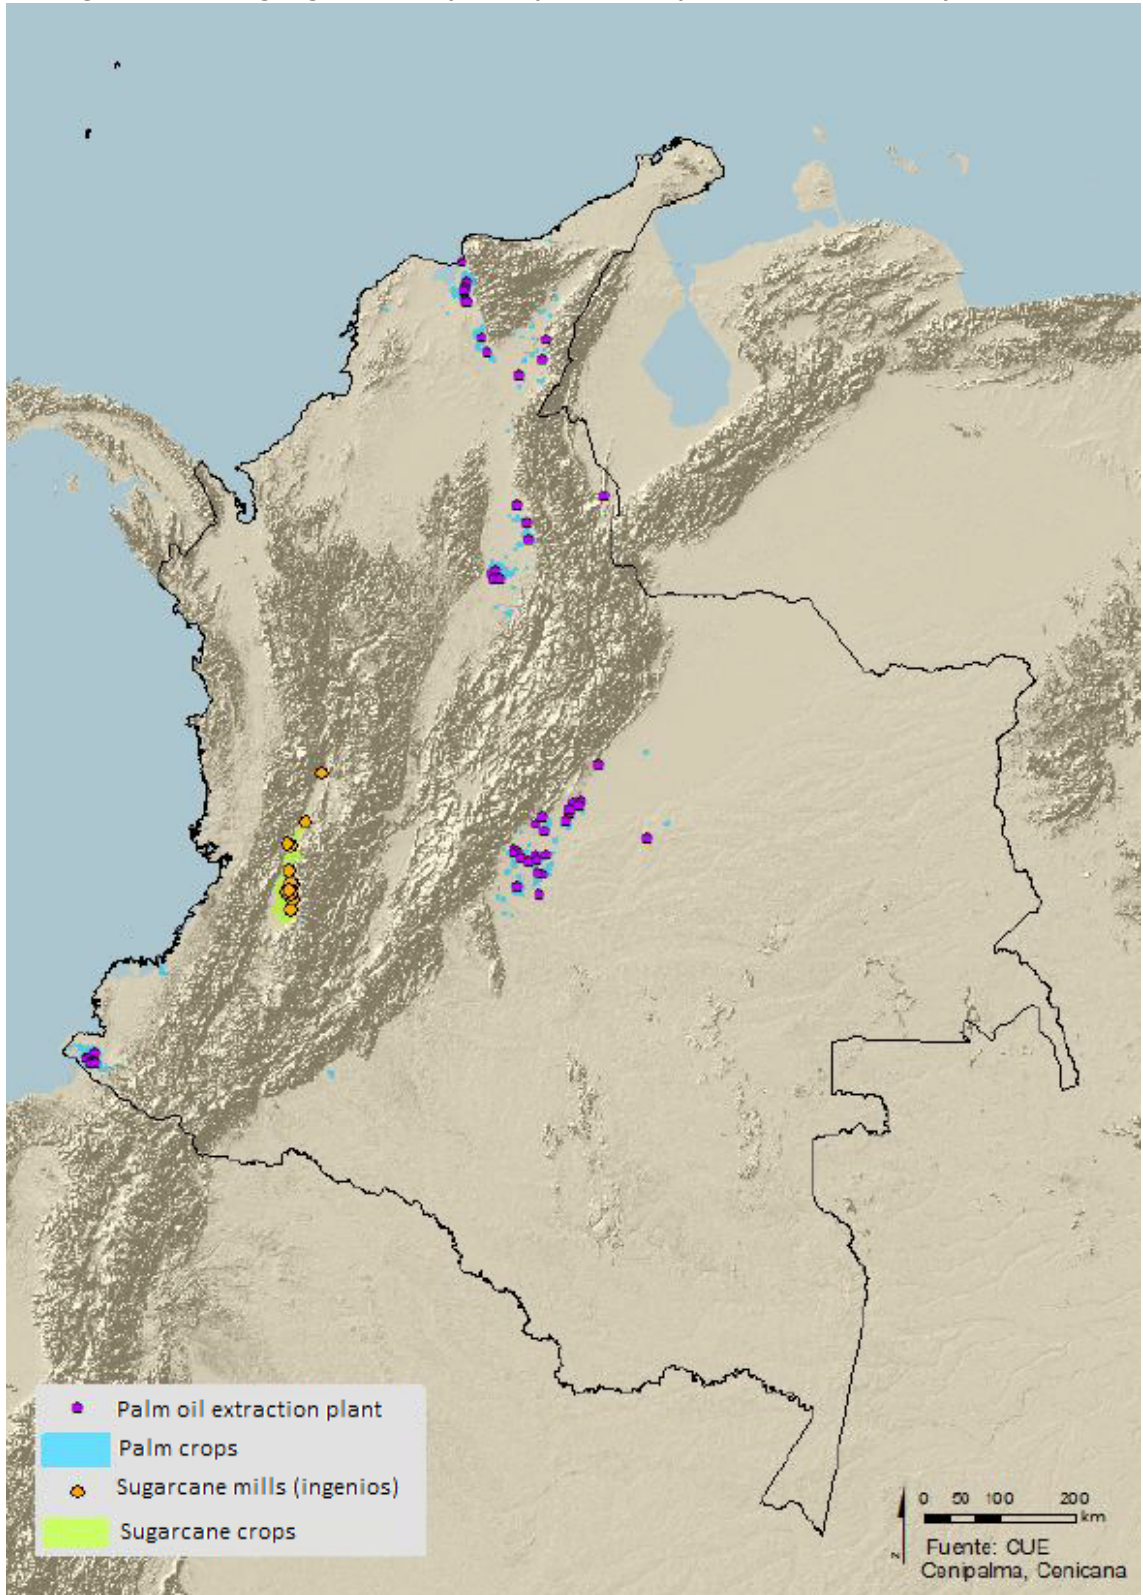 Palm oil extraction plant
Palm crops
Sugarcane mills (ingenios)
Sugarcane crops
0 50 100 200
km
N
Fuente: CUE
Cenipalma, Cenicana